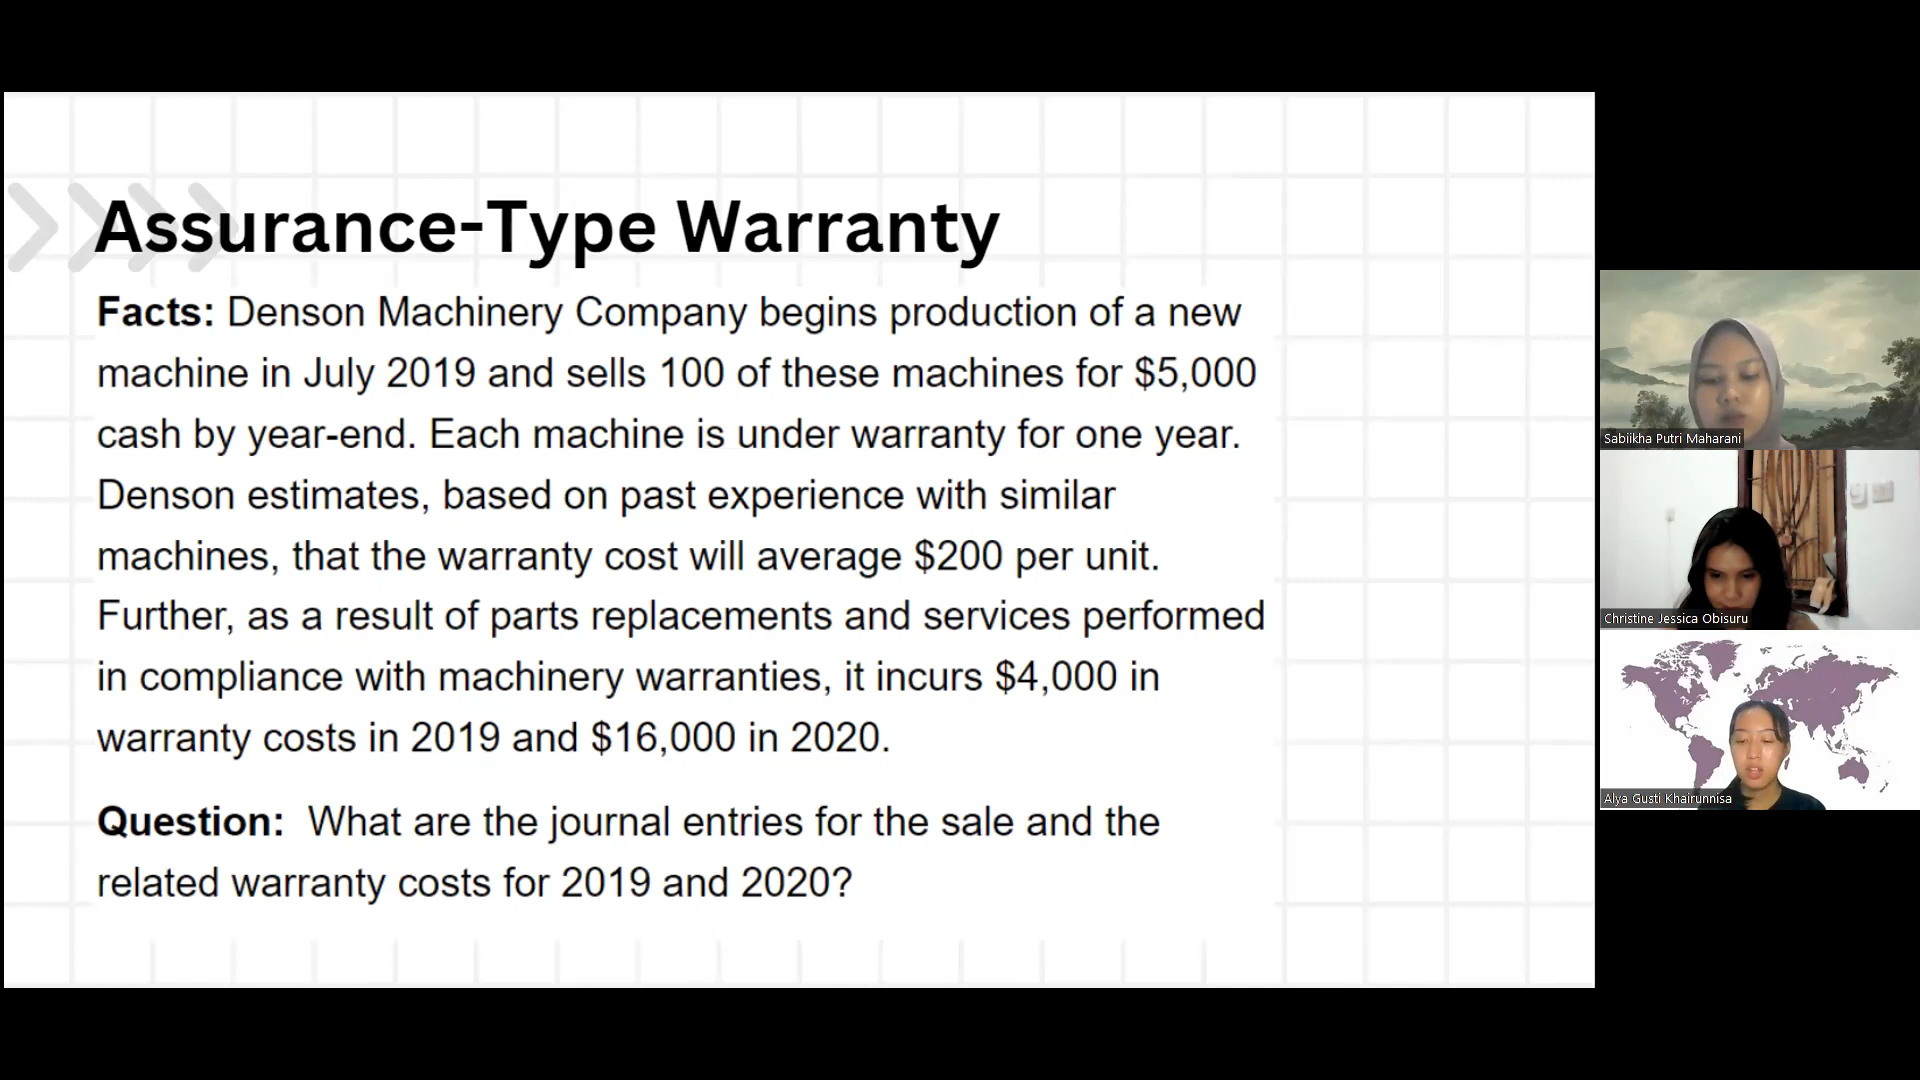 Assurance-Type Warranty
Facts: Denson Machinery Company begins production of a new
machine in July 2019 and sells 100 of these machines for $5,000
cash by year-end. Each machine is under warranty for one year.
Denson estimates, based on past experience with similar
machines, that the warranty cost will average $200 per unit.
Further, as a result of parts replacements and services performed
in compliance with machinery warranties, it incurs $4,000 in
warranty costs in 2019 and $16,000 in 2020.
Question:  What are the journal entries for the sale and the
related warranty costs for 2019 and 2020?
Sabiikha Putri Maharani
Christine Jessica Obisuru
Alya Gusti Khairunnisa